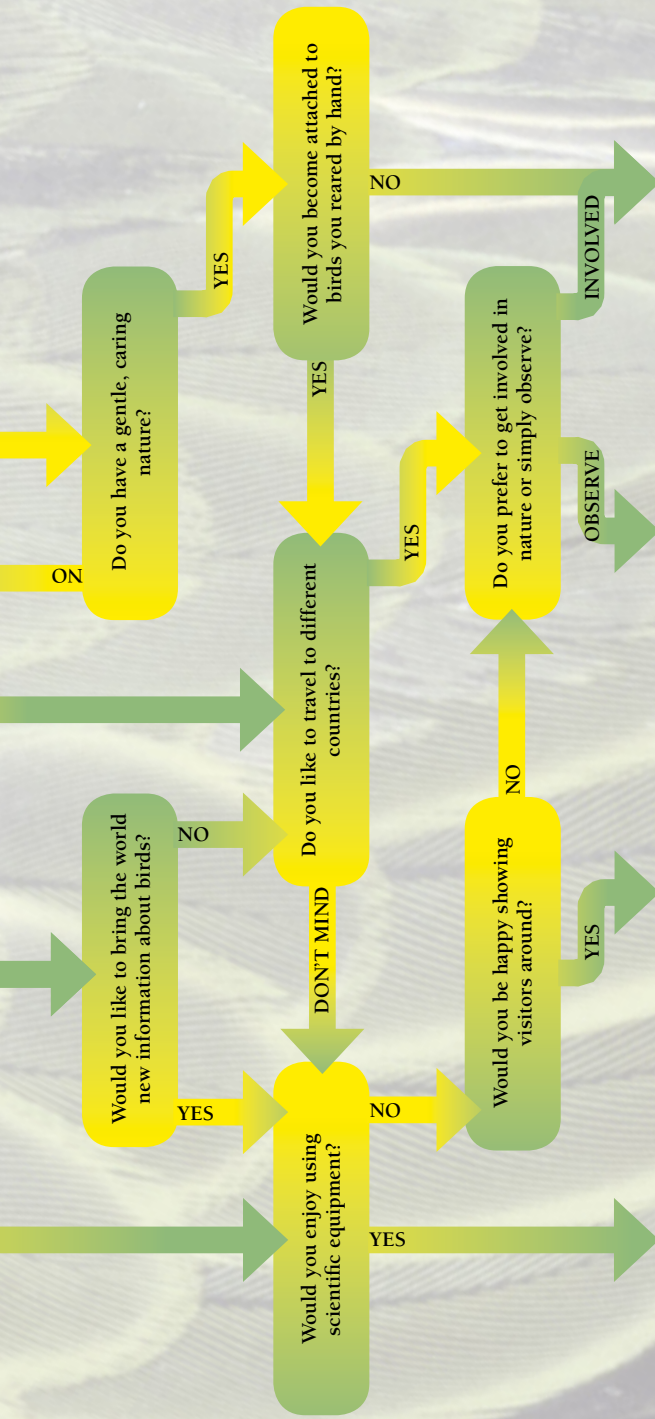 ON
Do you have a gentle, caring
nature?
Would you like to bring the world
new information about birds?
YES
NO
YES
Would you enjoy using
scientific equipment?
DON'T MIND
Do you like to travel to different
countries?
YES
Would you become attached to
birds you reared by hand?
YES
NO
YES
NO
Would you be happy showing
visitors around?
NO
Do you prefer to get involved in
nature or simply observe?
YES
OBSERVE
INVOLVED